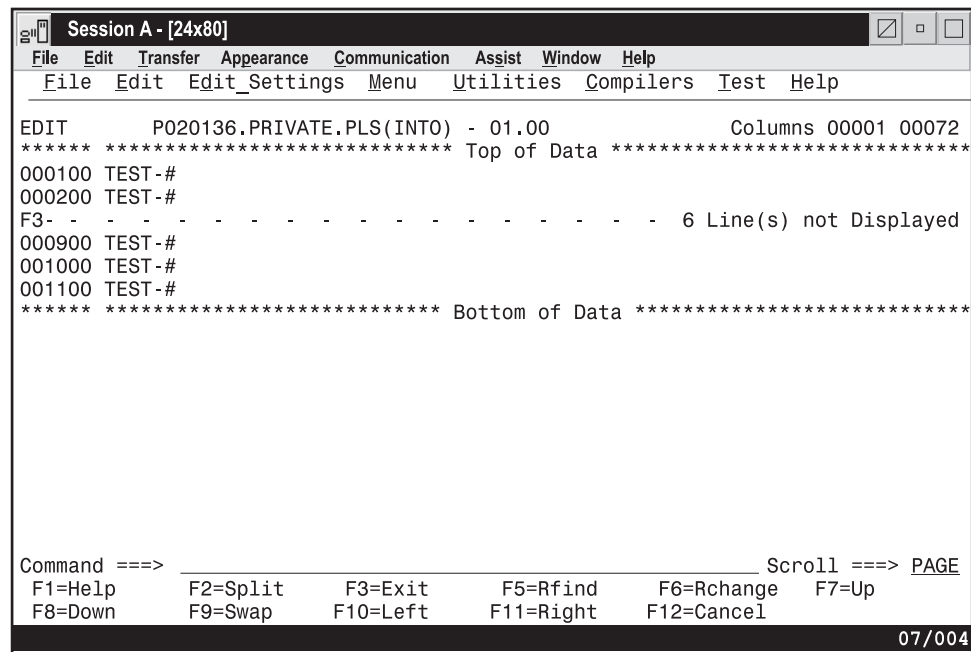 Session A - [24x80]
File Edit Transfer Appearance Communication Assist Window Help
File Edit Edit_Settings Menu Utilities Compilers Test Help
EDIT PO20136.PRIVATE.PLS(INTO) - 01.00 Columns 00001 00072
****** ***************************** Top of Data ******************************
000100 TEST-#
000200 TEST-#
F3- - - - - - - - - - - - - - - - - - - 6 Line(s) not Displayed
000900 TEST-#
001000 TEST-#
001100 TEST-#
****** **************************** Bottom of Data ****************************
Command ===> Scroll ===> PAGE
F1=Help F2=Split F3=Exit F5=Rfind F6=Rchange F7=Up
F8=Down F9=Swap F10=Left F11=Right F12=Cancel
07/004